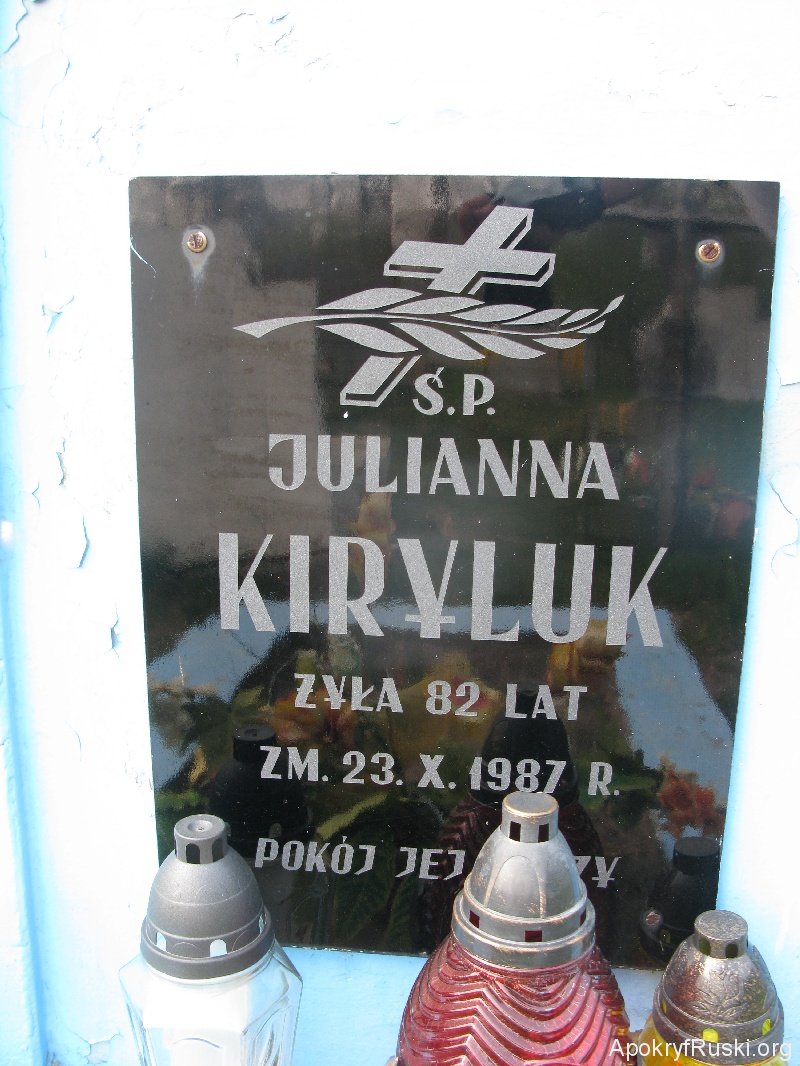 Ś.P.
JULIANNA
KIRYLUK
ŻYŁA 82 LAT
ZM. 23. X. 1987 R.
POKÓJ JEJ
ApokryfRuski.org